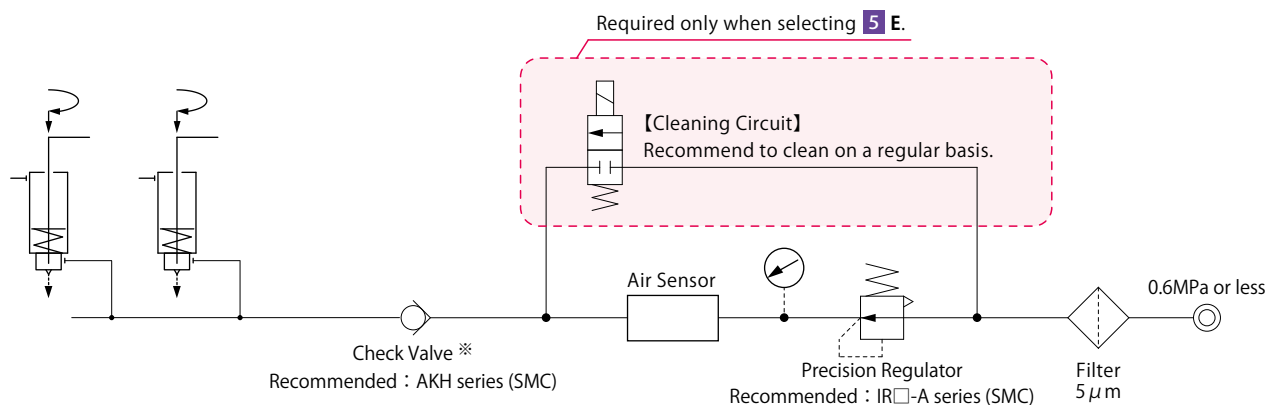 Required only when selecting 5 E.
【Cleaning Circuit】
Recommend to clean on a regular basis.
Air Sensor
0.6MPa or less
Check Valve ※
Recommended：AKH series (SMC)
Precision Regulator
Recommended：IR□-A series (SMC)
Filter
5μm